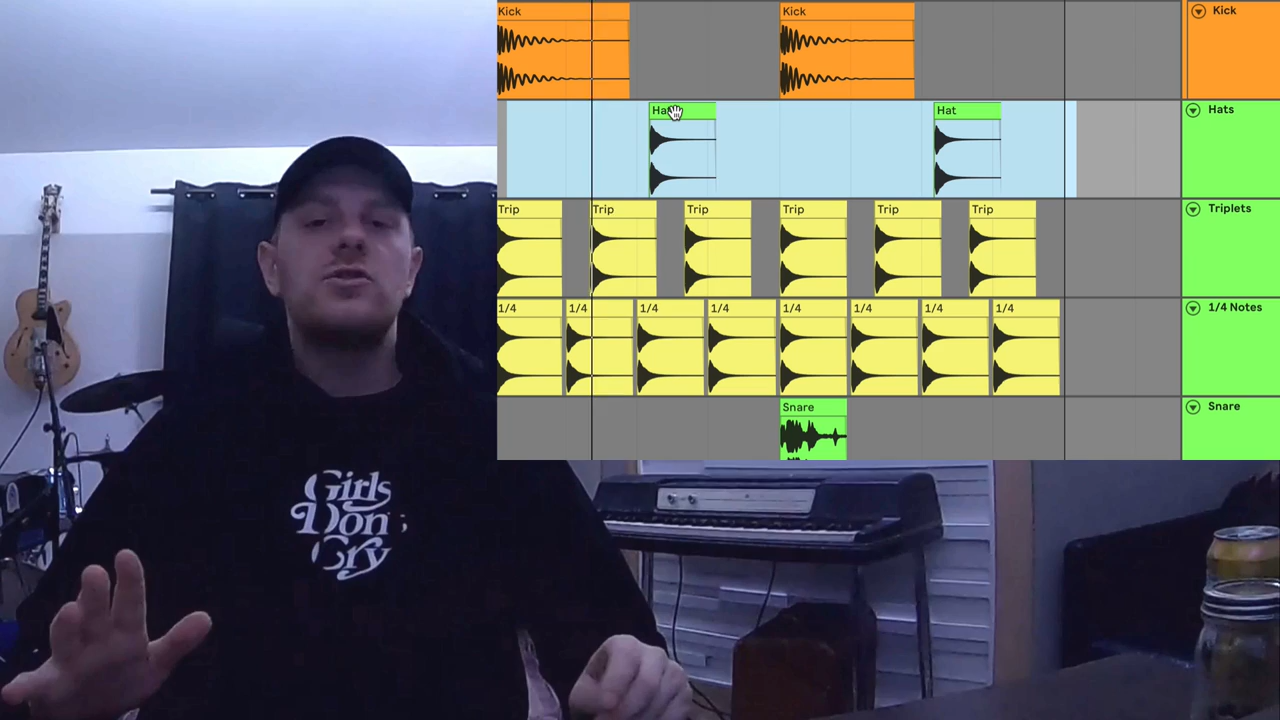 Kick
Kick
Kick
Hat
Hat
Hats
Trip
Trip
Trip
Trip
Trip
Trip
Triplets
1/4
1/4
1/4
1/4
1/4
1/4
1/4
1/4
1/4 Notes
Snare
Snare
Girls
Don'
Cry